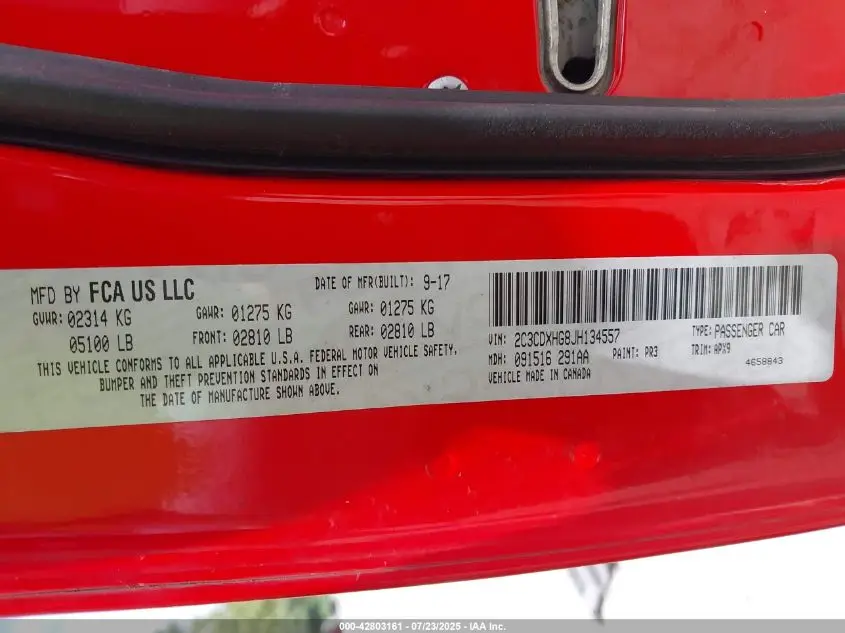 MFD BY FCA US LLC
DATE OF MFR(BUILT): 9-17
GVWR: 02314 KG
GAWR: 01275 KG
GAWR: 01275 KG
05100 LB
FRONT: 02810 LB
REAR: 02810 LB
THIS VEHICLE CONFORMS TO ALL APPLICABLE U.S.A. FEDERAL MOTOR VEHICLE SAFETY,
BUMPER AND THEFT PREVENTION STANDARDS IN EFFECT ON
THE DATE OF MANUFACTURE SHOWN ABOVE.
VIN: 2C3CDXHG8JH134557
TYPE: PASSENGER CAR
MDH: 091516 291AA
PAINT: PR3
TRIM: APX9
VEHICLE MADE IN CANADA
4658843
000-42803161 - 07/23/2025 - IAA Inc.